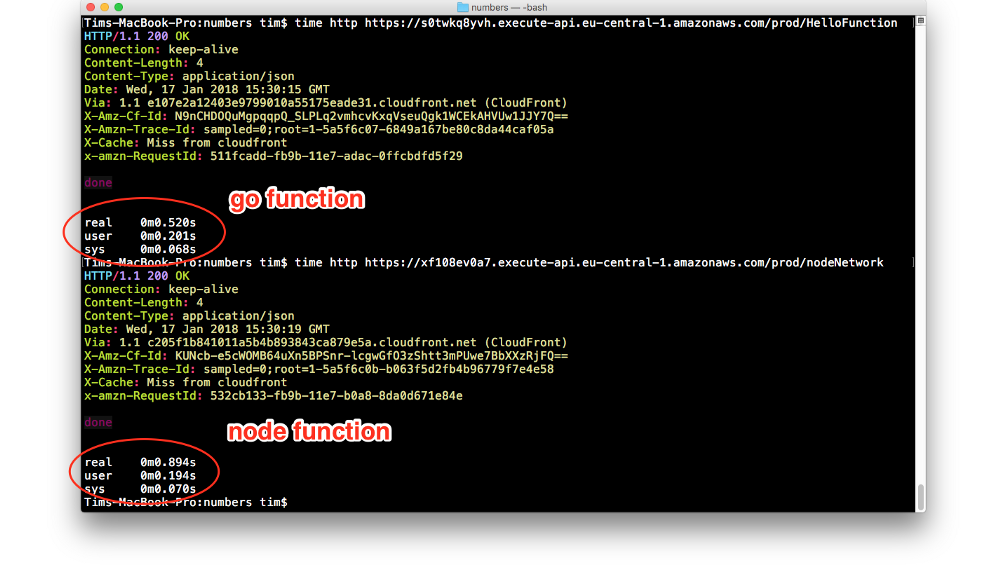 numbers — -bash
Tims-MacBook-Pro:numbers tim$ time http https://s0twkq8yvh.execute-api.eu-central-1.amazonaws.com/prod/HelloFunction
HTTP/1.1 200 OK
Connection: keep-alive
Content-Length: 4
Content-Type: application/json
Date: Wed, 17 Jan 2018 15:30:15 GMT
Via: 1.1 e107e2a12403e9799010a55175eade31.cloudfront.net (CloudFront)
X-Amz-Cf-Id: N9nCHDOQuMgpqqpQ_SLPLq2vmhcvKxqVseuQgk1WCEkAHVUw1JJY7Q==
X-Amzn-Trace-Id: sampled=0;root=1-5a5f6c07-6849a167be80c8da44caf05a
X-Cache: Miss from cloudfront
x-amzn-RequestId: 511fcadd-fb9b-11e7-adac-0ffcbdfd5f29
done
go function
real 0m0.520s
user 0m0.201s
sys 0m0.068s
Tims-MacBook-Pro:numbers tim$ time http https://xf108ev0a7.execute-api.eu-central-1.amazonaws.com/prod/nodeNetwork
HTTP/1.1 200 OK
Connection: keep-alive
Content-Length: 4
Content-Type: application/json
Date: Wed, 17 Jan 2018 15:30:19 GMT
Via: 1.1 c205f1b841011a5b4b893843ca879e5a.cloudfront.net (CloudFront)
X-Amz-Cf-Id: KUNcb-e5cWOMB64uXn5BPSnr-lcgwGfO3zShtt3mPUwe7BbXXzRjFQ==
X-Amzn-Trace-Id: sampled=0;root=1-5a5f6c0b-b063f5d2fb4b96779f7e4e58
X-Cache: Miss from cloudfront
x-amzn-RequestId: 532cb133-fb9b-11e7-b0a8-8da0d671e84e
done
node function
real 0m0.894s
user 0m0.194s
sys 0m0.070s
Tims-MacBook-Pro:numbers tim$